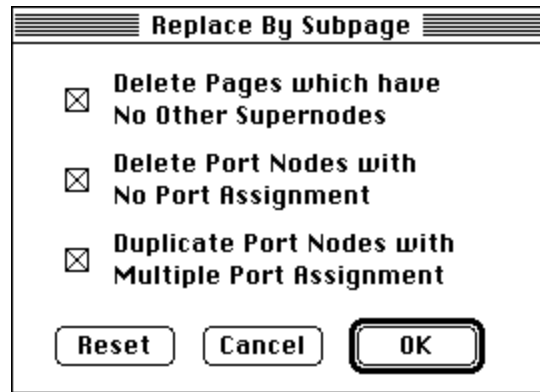 Replace By Subpage
Delete Pages which have
No Other Supernodes
Delete Port Nodes with
No Port Assignment
Duplicate Port Nodes with
Multiple Port Assignment
Reset Cancel OK